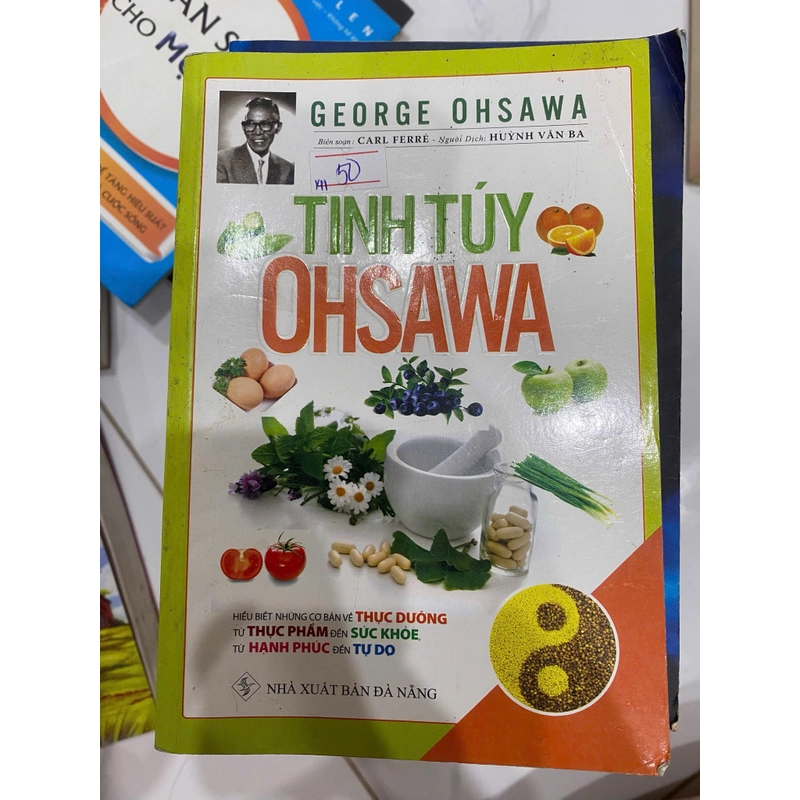 LEN
CHO
GEORGE OHSAWA
Biên soạn: CARL FERRÉ - Người Dịch: HUỲNH VĂN BA
KH 50
TINH TÚY
OHSAWA
TĂNG HIỆU SUẤT
CUỘC SỐNG
HIỂU BIẾT NHỮNG CƠ BẢN VỀ THỰC DƯỠNG
TỪ THỰC PHẨM ĐẾN SỨC KHỎE,
TỪ HẠNH PHÚC ĐẾN TỰ DO
NHÀ XUẤT BẢN ĐÀ NẴNG